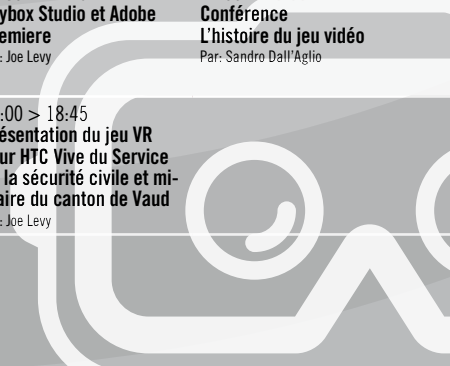 ybox Studio et Adobe
emiere
: Joe Levy
Conférence
L'histoire du jeu vidéo
Par: Sandro Dall'Aglio
:00 > 18:45
ésentation du jeu VR
ur HTC Vive du Service
la sécurité civile et mi-
aire du canton de Vaud
: Joe Levy